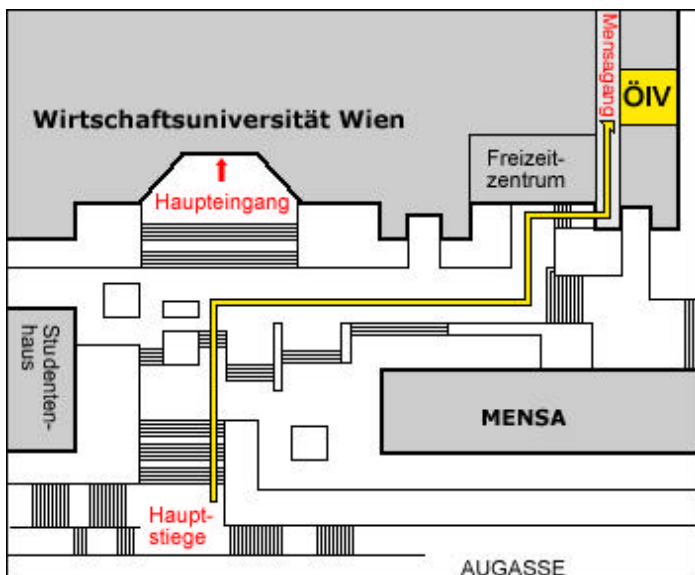 Mensagang
ÖIV
Wirtschaftsuniversität Wien
Freizeit-
zentrum
Haupteingang
Studenten-
haus
MENSA
Haupt-
stiege
AUGASSE